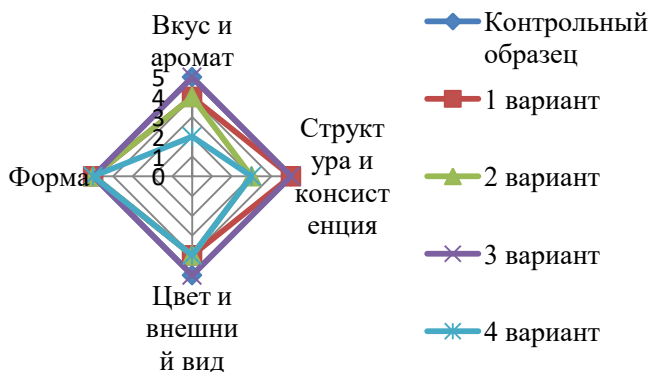 Вкус и
аромат
5
4
3
2
1
0
Структ
ура и
консист
енция
Форма
Цвет и
внешни
й вид
Контрольный
образец
1 вариант
2 вариант
3 вариант
4 вариант